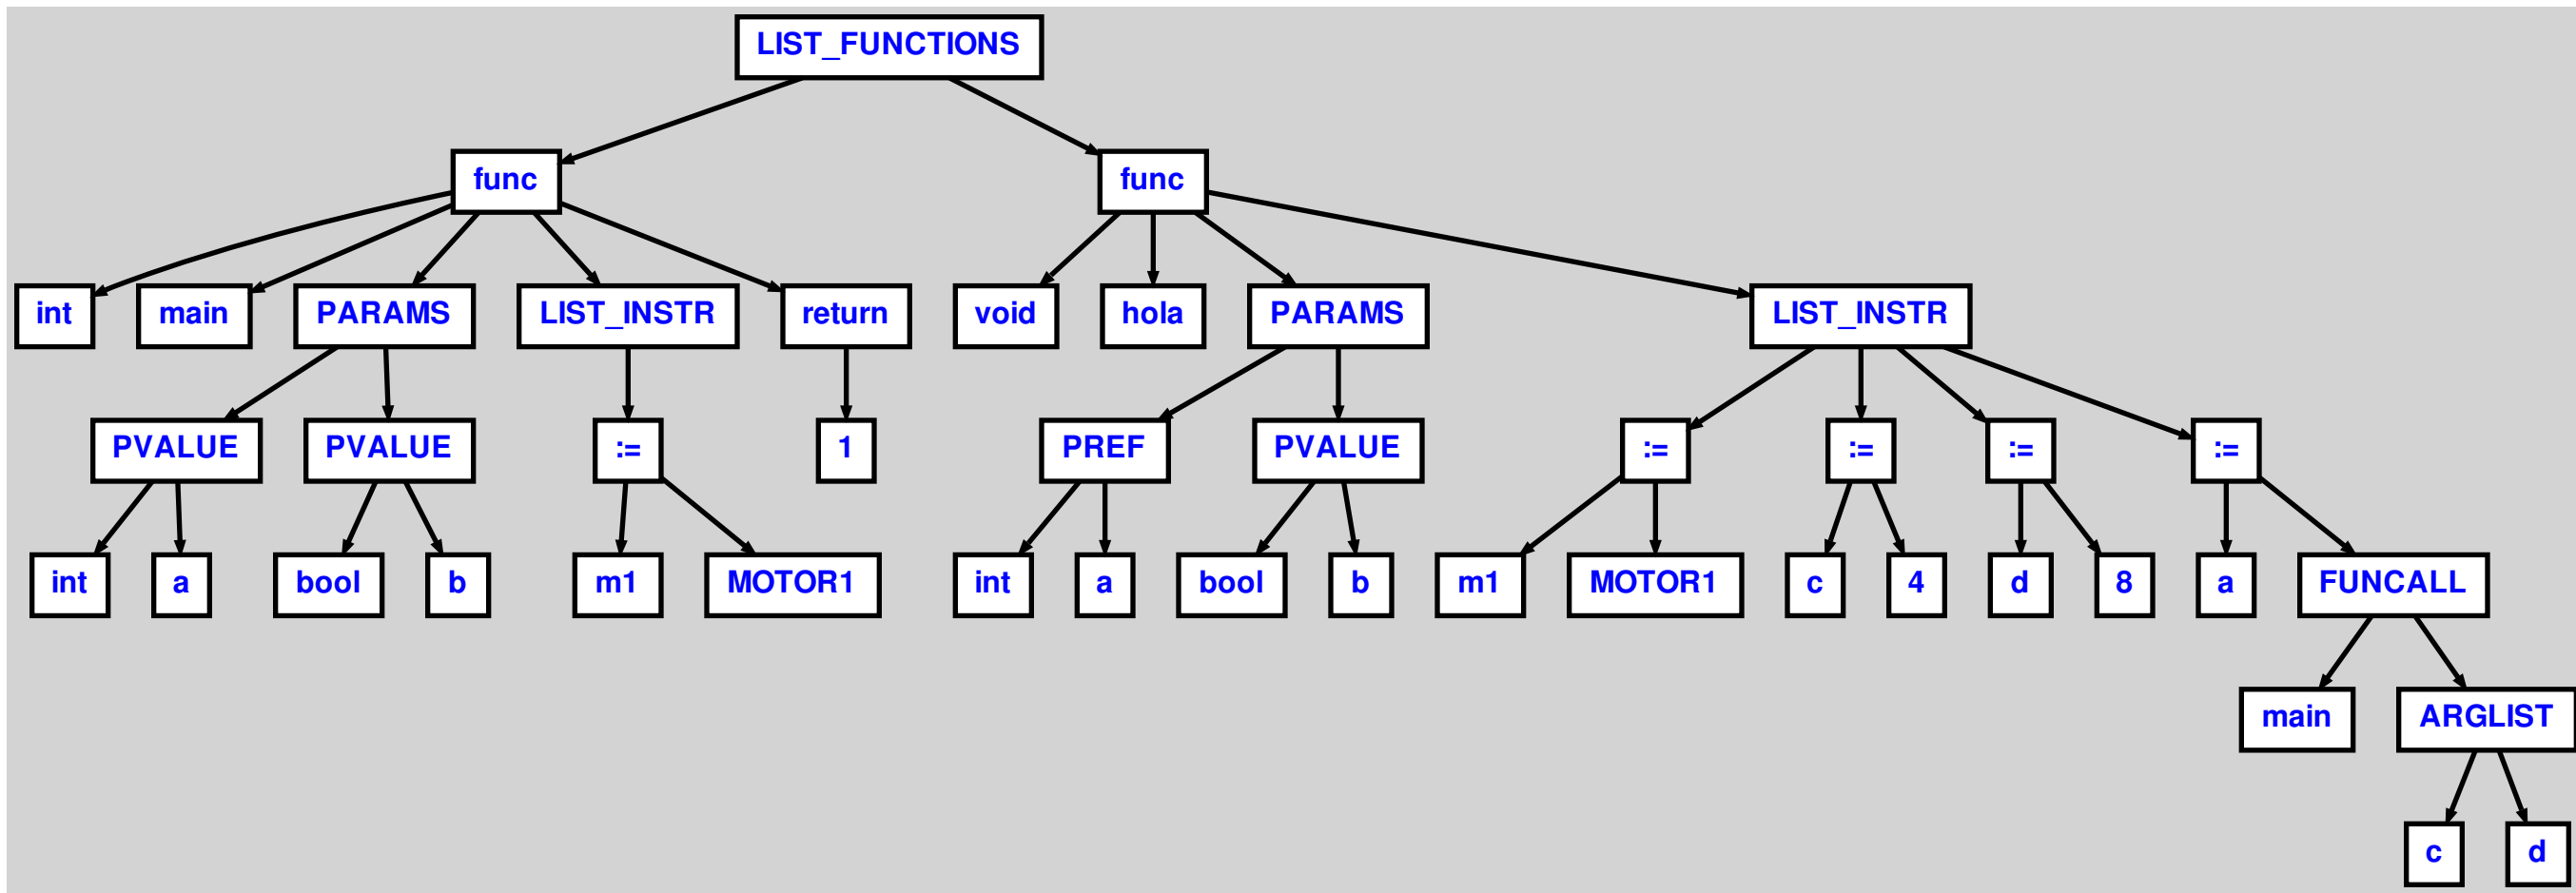 LIST_FUNCTIONS
func func
int main PARAMS LIST_INSTR return void hola PARAMS LIST_INSTR
PVALUE PVALUE := 1 PREF PVALUE := := := :=
int a bool b m1 MOTOR1 int a bool b m1 MOTOR1 c 4 d 8 a FUNCALL
main ARGLIST
c d